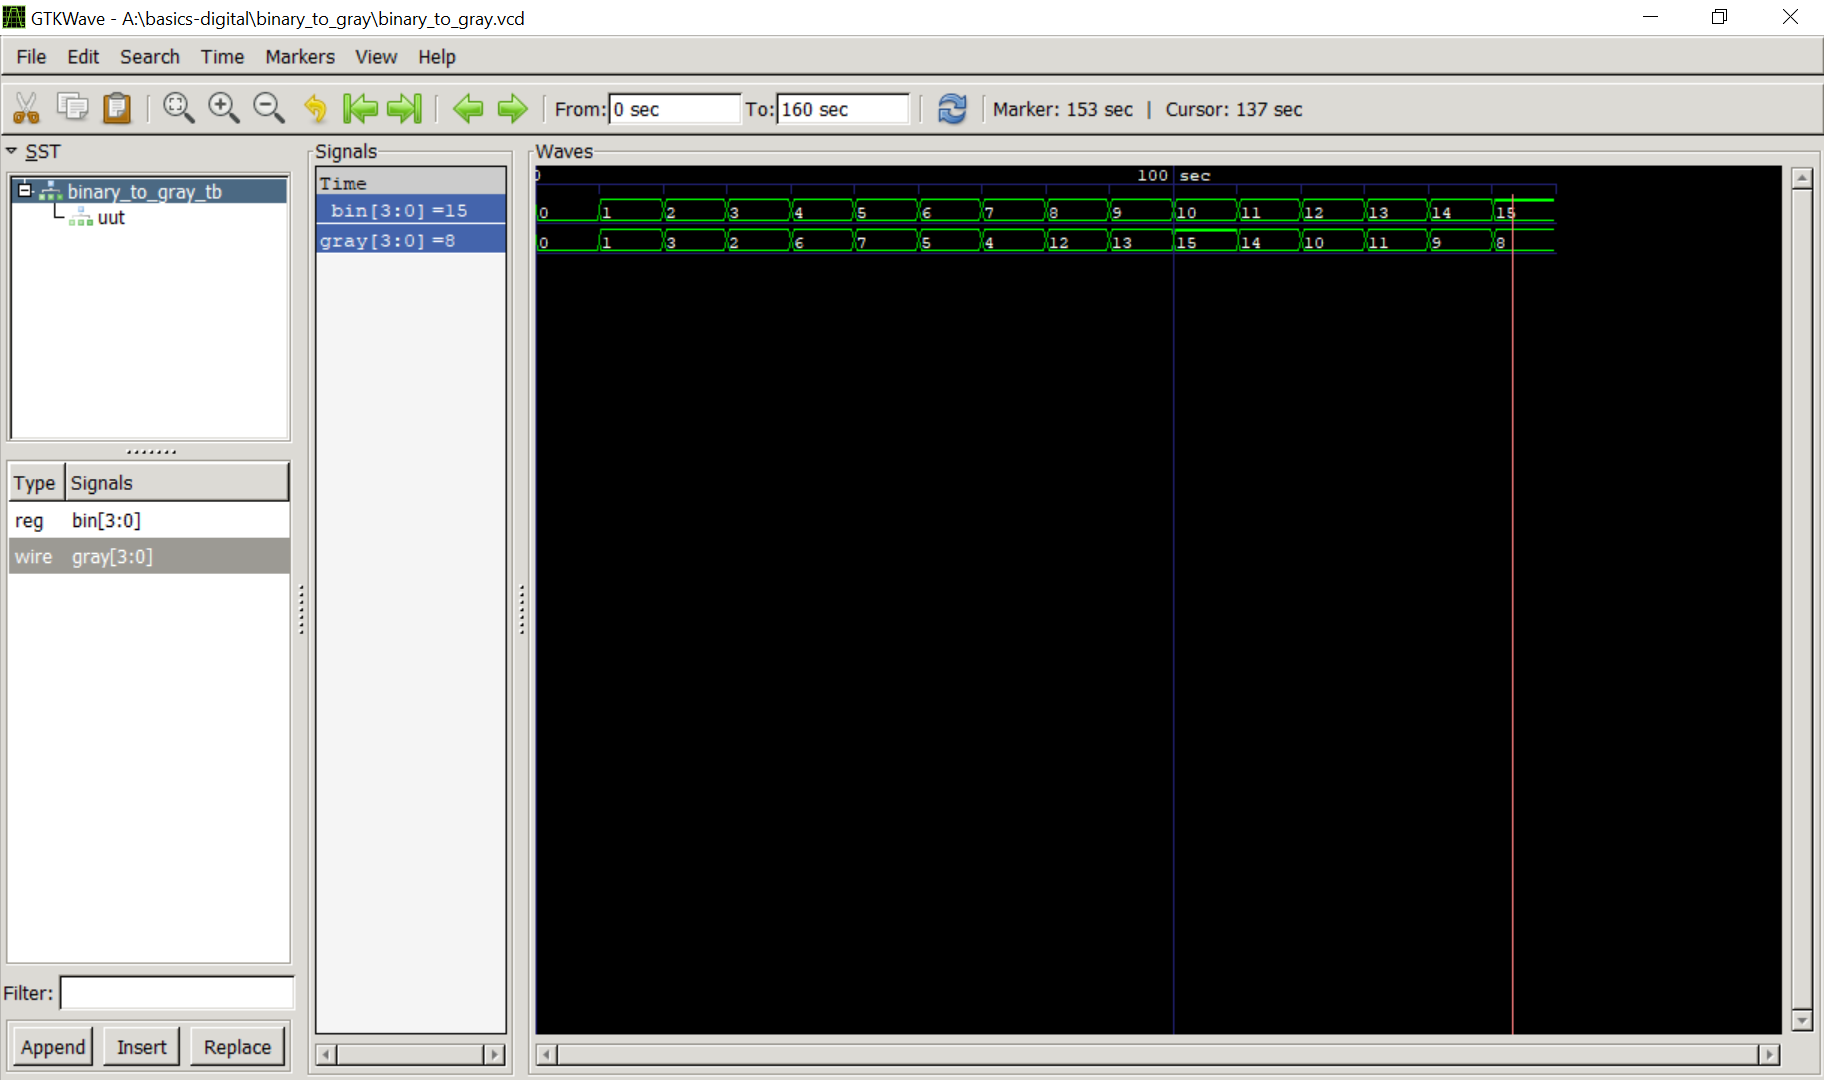 GTKWave - A:\basics-digital\binary_to_gray\binary_to_gray.vcd
File Edit Search Time Markers View Help
From: 0 sec To: 160 sec Marker: 153 sec | Cursor: 137 sec
SST
binary_to_gray_tb
uut
Type Signals
reg bin[3:0]
wire gray[3:0]
Filter:
Append Insert Replace
Signals
Time
bin[3:0] =15
gray[3:0] =8
Waves
0 100 sec
0 1 2 3 4 5 6 7 8 9 10 11 12 13 14 15
0 1 3 2 6 7 5 4 12 13 15 14 10 11 9 8